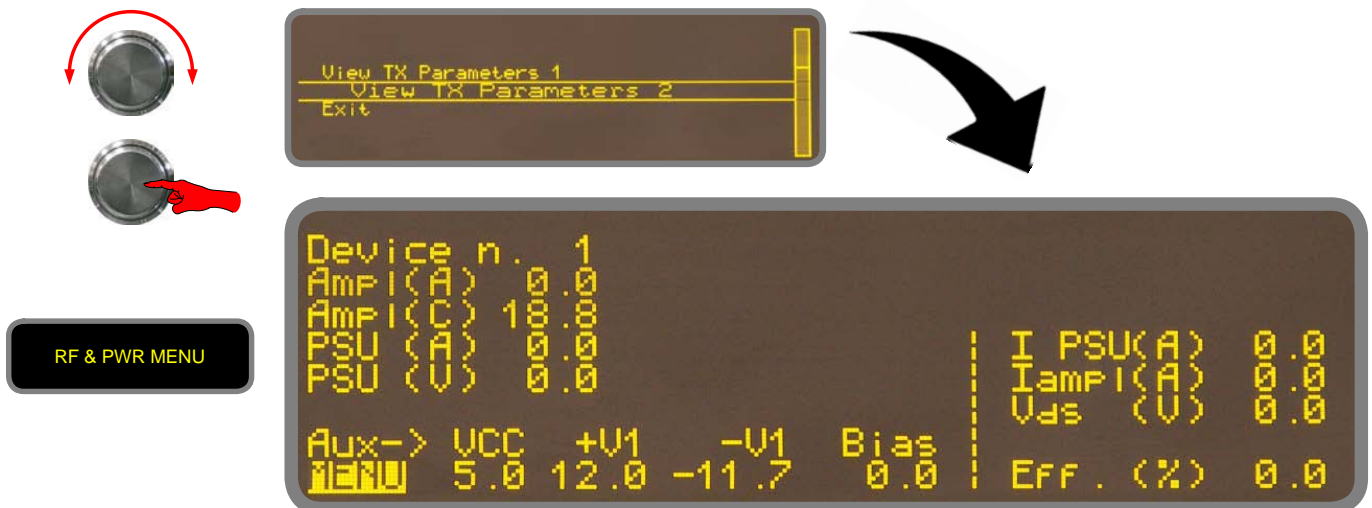 View TX Parameters 1
View TX Parameters 2
Exit
RF & PWR MENU
Device n. 1
Ampl(A) 0.0
Ampl(C) 18.8
PSU (A) 0.0
PSU (V) 0.0
I PSU(A) 0.0
Iampl(A) 0.0
Vds (V) 0.0
Aux-> VCC +V1 -V1 Bias
MENU 5.0 12.0 -11.7 0.0
Eff. (%) 0.0